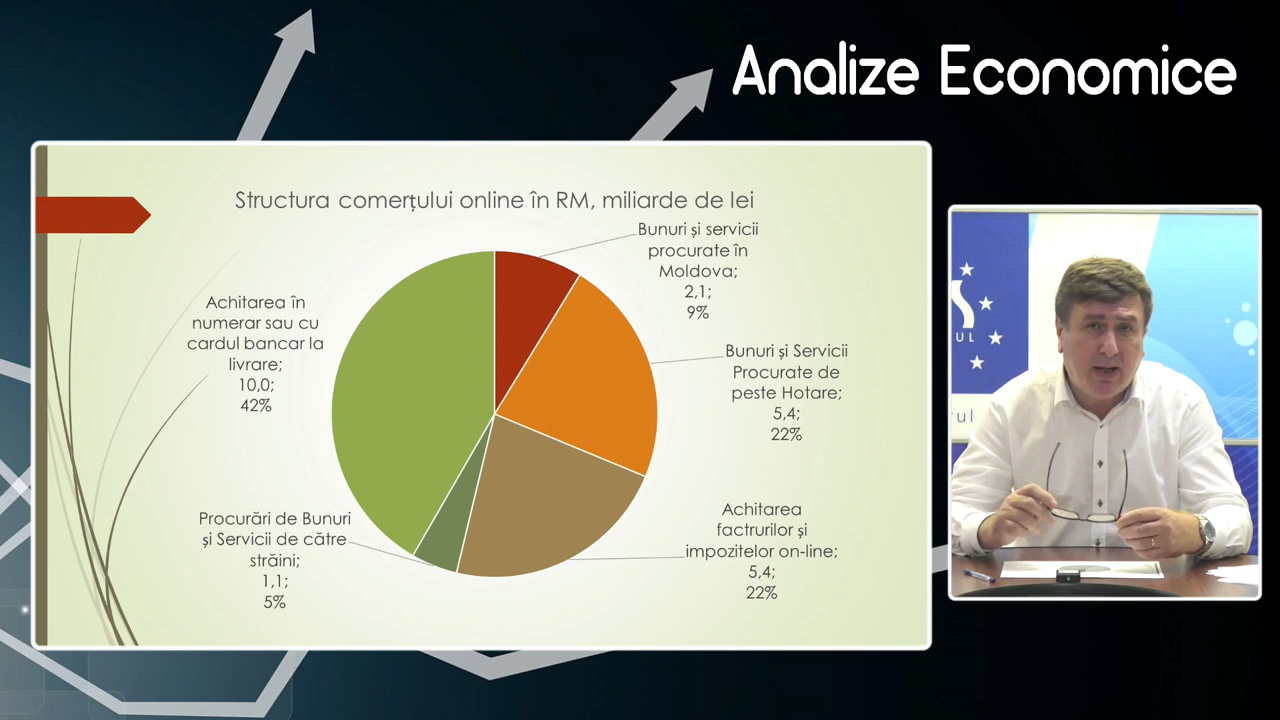 Analize Economice
Structura comerțului online în RM, miliarde de lei
Bunuri și servicii
procurate în
Moldova;
2,1;
9%
Bunuri și Servicii
Procurate de
peste Hotare;
5,4;
22%
Achitarea
factrurilor și
impozitelor on-line;
5,4;
22%
Procurări de Bunuri
și Servicii de către
străini;
1,1;
5%
Achitarea în
numerar sau cu
cardul bancar la
livrare;
10,0;
42%
S
UL
ul